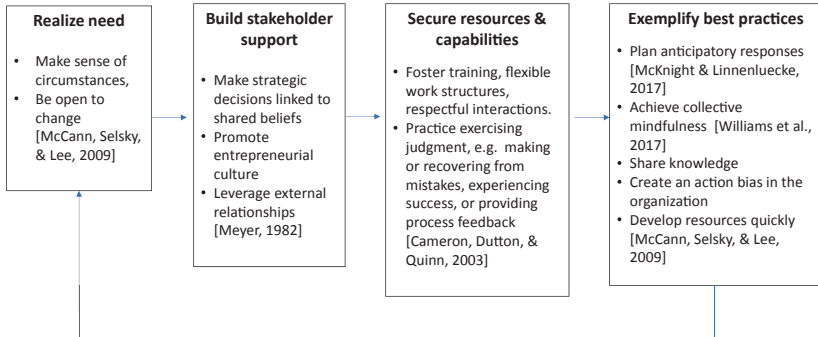 Realize need
• Make sense of
circumstances,
• Be open to
change
[McCann, Selsky,
& Lee, 2009]
Build stakeholder
support
• Make strategic
decisions linked to
shared beliefs
• Promote
entrepreneurial
culture
• Leverage external
relationships
[Meyer, 1982]
Secure resources &
capabilities
• Foster training, flexible
work structures,
respectful interactions.
• Practice exercising
judgment, e.g. making
or recovering from
mistakes, experiencing
success, or providing
process feedback
[Cameron, Dutton, &
Quinn, 2003]
Exemplify best practices
• Plan anticipatory responses
[McKnight & Linnenluecke,
2017]
• Achieve collective
mindfulness [Williams et al.,
2017]
• Share knowledge
• Create an action bias in the
organization
• Develop resources quickly
[McCann, Selsky, & Lee,
2009]